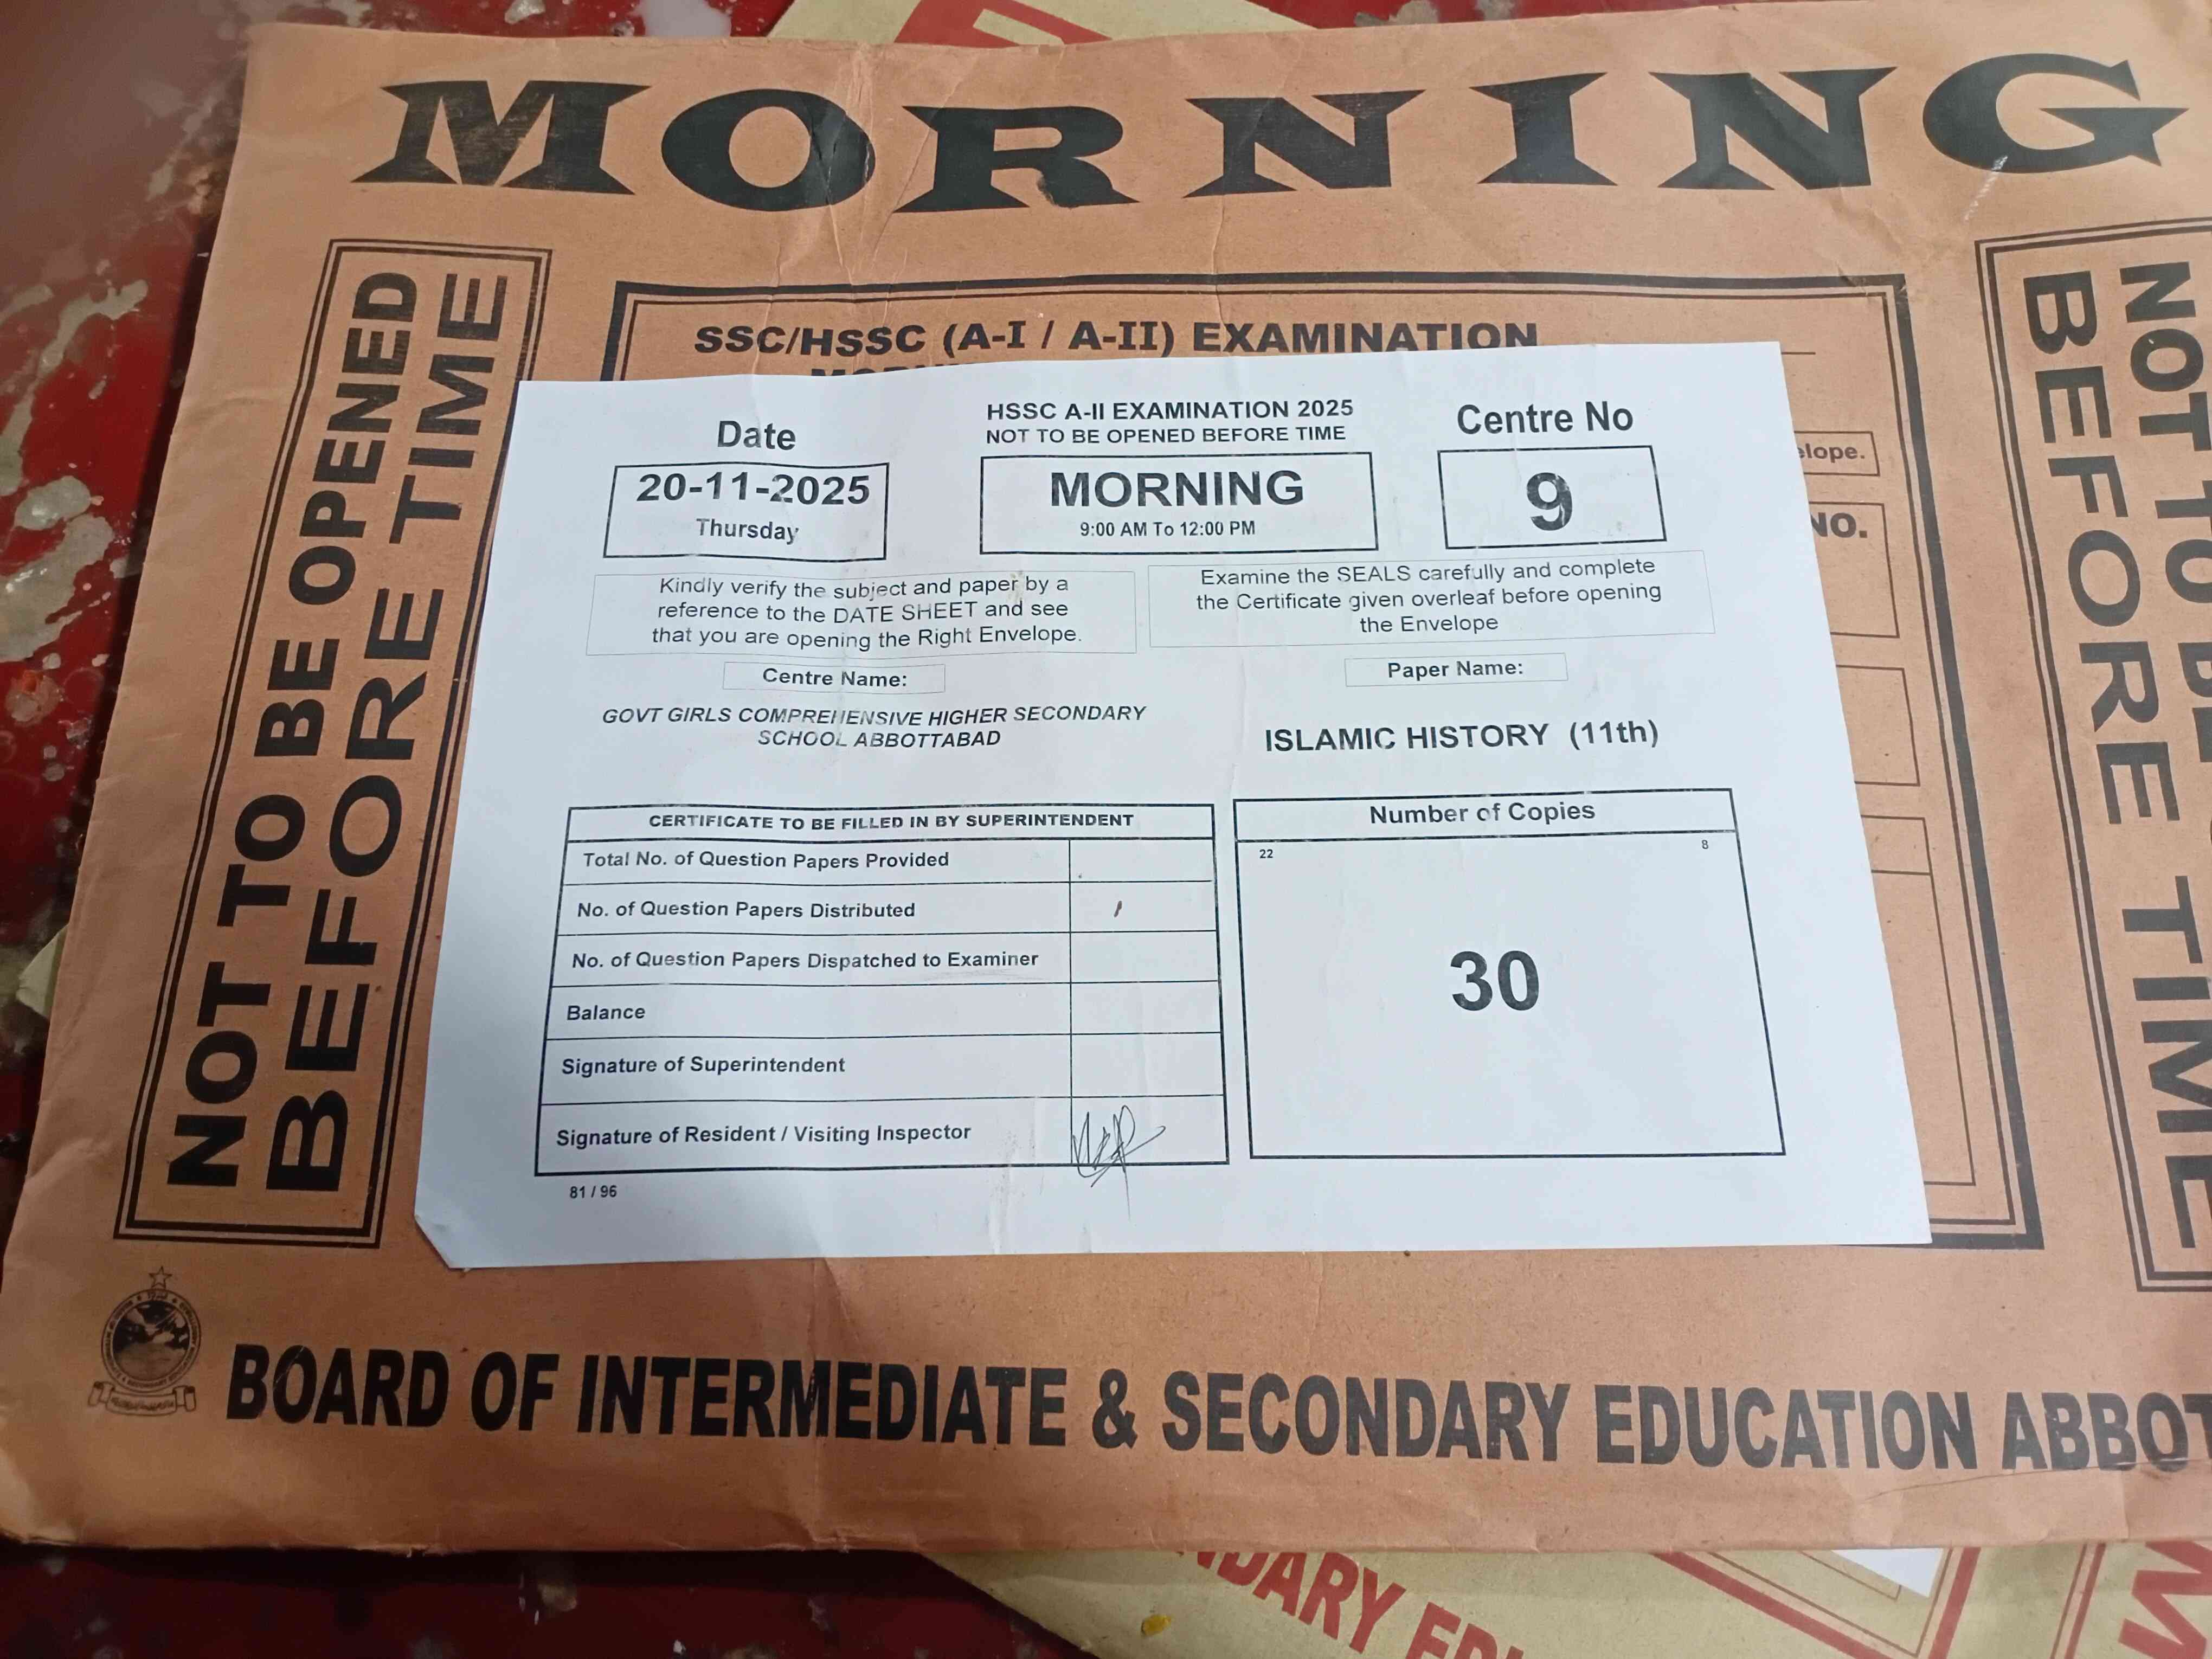 MORNING
NOT TO BE OPENED
BEFORE TIME
SSC/HSSC (A-I / A-II) EXAMINATION
NOT TO BE
BEFORE TIME
elope.
NO.
Date
20-11-2025
Thursday
HSSC A-II EXAMINATION 2025
NOT TO BE OPENED BEFORE TIME
MORNING
9:00 AM To 12:00 PM
Centre No
9
Kindly verify the subject and paper by a
reference to the DATE SHEET and see
that you are opening the Right Envelope.
Examine the SEALS carefully and complete
the Certificate given overleaf before opening
the Envelope
Centre Name:
GOVT GIRLS COMPREHENSIVE HIGHER SECONDARY
SCHOOL ABBOTTABAD
Paper Name:
ISLAMIC HISTORY (11th)
CERTIFICATE TO BE FILLED IN BY SUPERINTENDENT
Total No. of Question Papers Provided
No. of Question Papers Distributed
No. of Question Papers Dispatched to Examiner
Balance
Signature of Superintendent
Signature of Resident / Visiting Inspector
81 / 96
Number of Copies
22 8
30
BOARD OF INTERMEDIATE & SECONDARY EDUCATION ABBOT
NDARY EDU